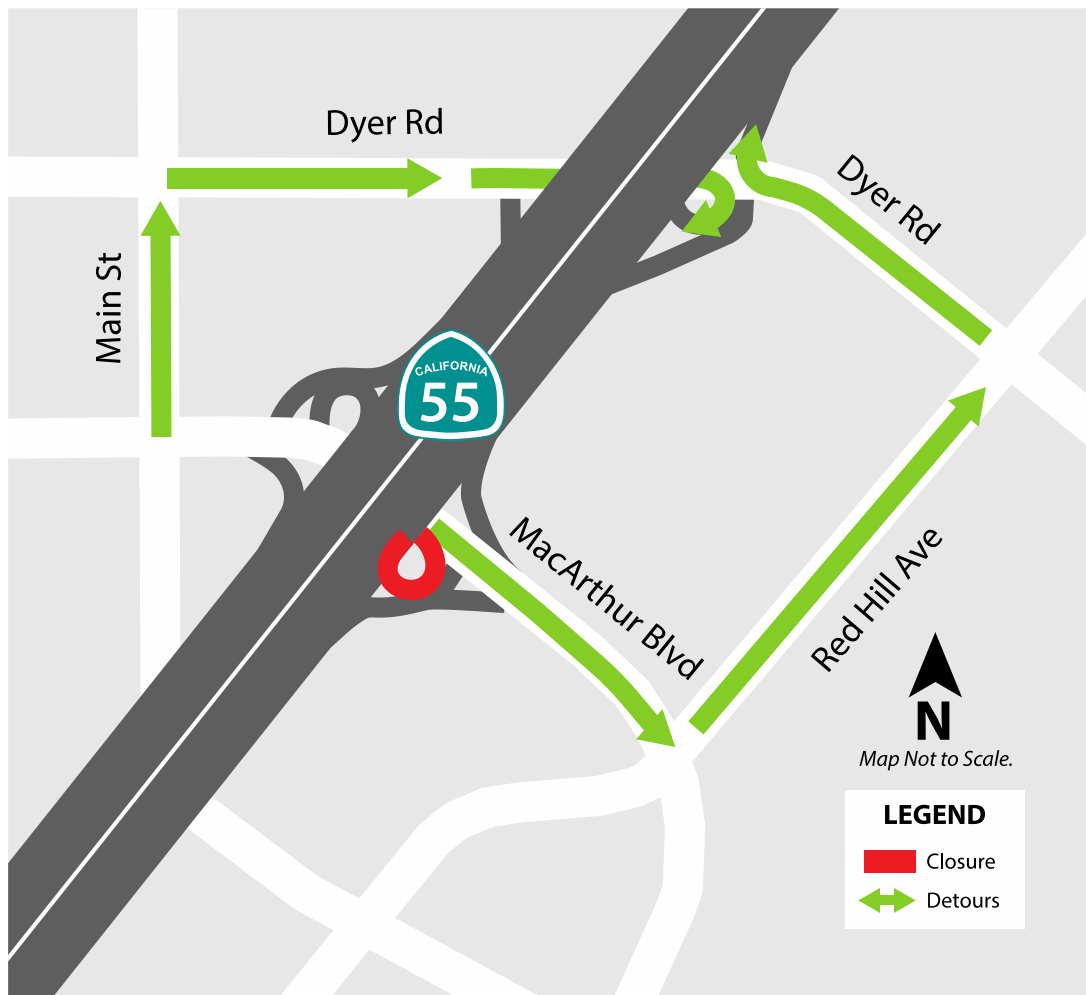 Dyer Rd
Dyer Rd
Main St
CALIFORNIA
55
MacArthur Blvd
Red Hill Ave
N
Map Not to Scale.
LEGEND
Closure
Detours